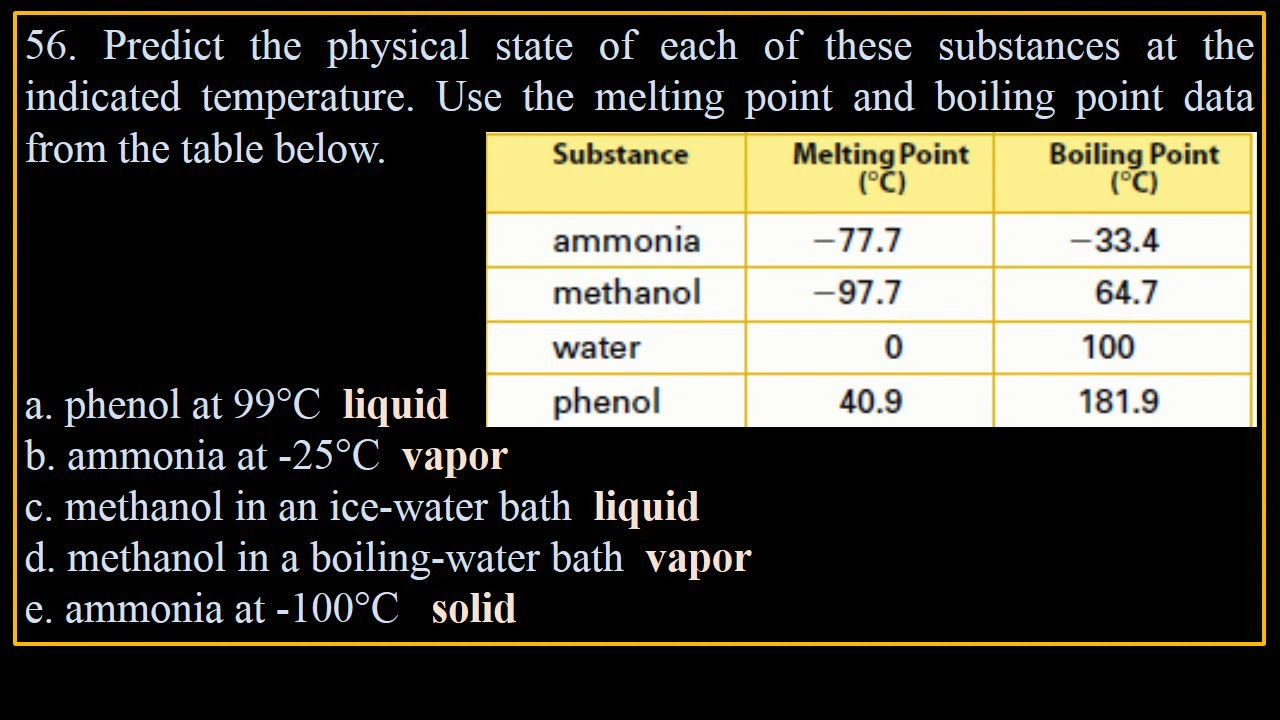 56. Predict the physical state of each of these substances at the
indicated temperature. Use the melting point and boiling point data
from the table below.
Substance Melting Point (°C) Boiling Point (°C)
ammonia −77.7 −33.4
methanol −97.7 64.7
water 0 100
phenol 40.9 181.9
a. phenol at 99°C liquid
b. ammonia at -25°C vapor
c. methanol in an ice-water bath liquid
d. methanol in a boiling-water bath vapor
e. ammonia at -100°C solid